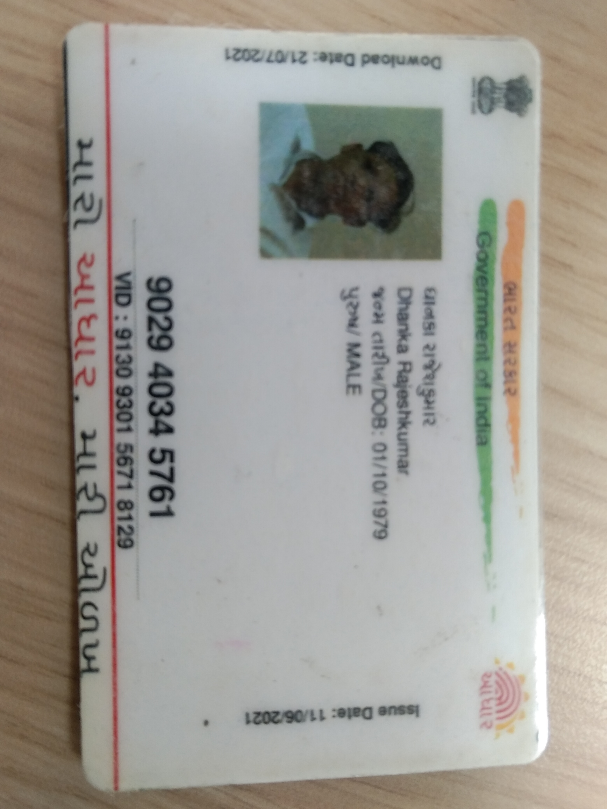 ભારત સરકાર
Government of India
Download Date: 21/07/2021
ધાનકા રાજેશકુમાર
Dhanka Rajeshkumar
જન્મ તારીખ/DOB: 01/10/1979
પુરુષ/ MALE
Issue Date: 11/06/2021
આધાર
9029 4034 5761
VID : 9130 9301 5671 8129
મારો આધાર, મારી ઓળખ